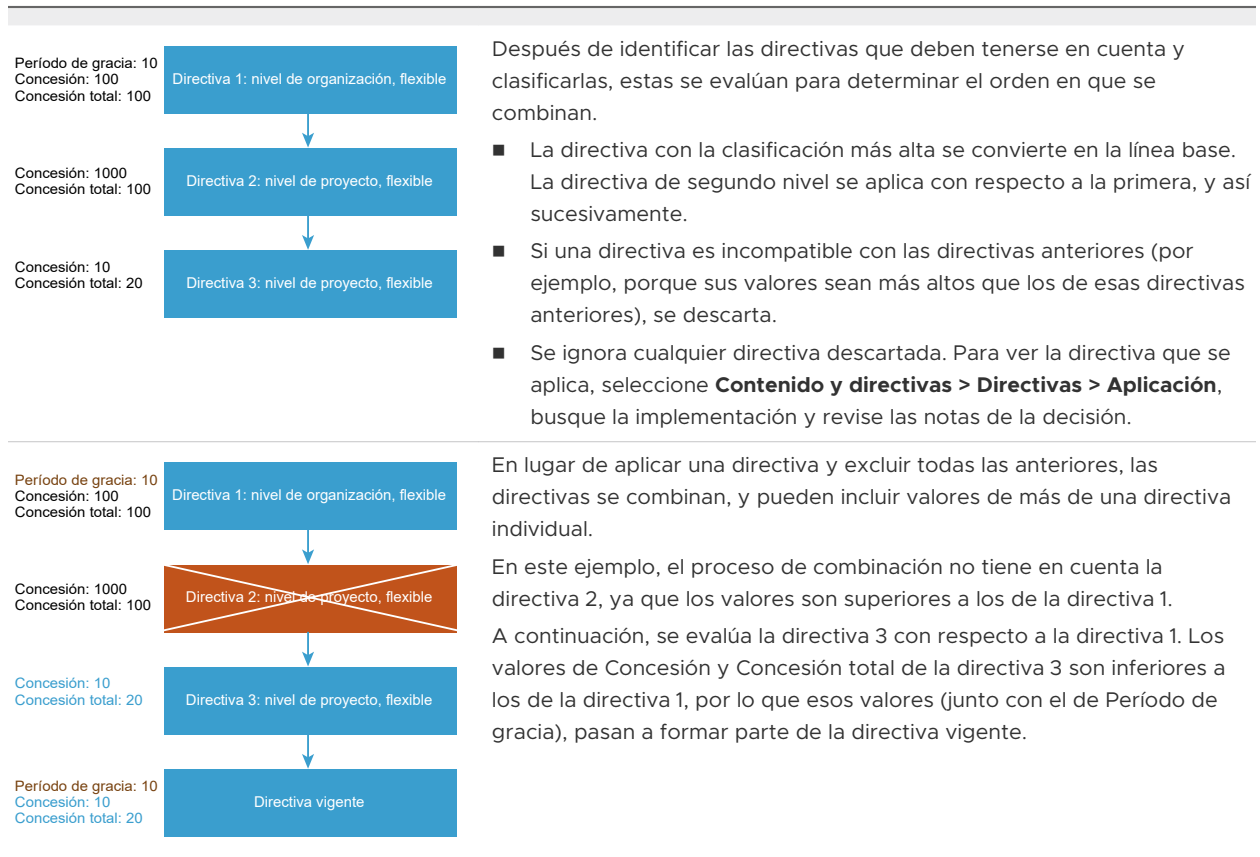 Período de gracia: 10
Concesión: 100
Concesión total: 100
Directiva 1: nivel de organización, flexible
Concesión: 1000
Concesión total: 100
Directiva 2: nivel de proyecto, flexible
Concesión: 10
Concesión total: 20
Directiva 3: nivel de proyecto, flexible
Después de identificar las directivas que deben tenerse en cuenta y
clasificarlas, estas se evalúan para determinar el orden en que se
combinan.
■ La directiva con la clasificación más alta se convierte en la línea base.
La directiva de segundo nivel se aplica con respecto a la primera, y así
sucesivamente.
■ Si una directiva es incompatible con las directivas anteriores (por
ejemplo, porque sus valores sean más altos que los de esas directivas
anteriores), se descarta.
■ Se ignora cualquier directiva descartada. Para ver la directiva que se
aplica, seleccione Contenido y directivas > Directivas > Aplicación,
busque la implementación y revise las notas de la decisión.
Período de gracia: 10
Concesión: 100
Concesión total: 100
Directiva 1: nivel de organización, flexible
Concesión: 1000
Concesión total: 100
Directiva 2: nivel de proyecto, flexible
Concesión: 10
Concesión total: 20
Directiva 3: nivel de proyecto, flexible
Período de gracia: 10
Concesión: 10
Concesión total: 20
Directiva vigente
En lugar de aplicar una directiva y excluir todas las anteriores, las
directivas se combinan, y pueden incluir valores de más de una directiva
individual.
En este ejemplo, el proceso de combinación no tiene en cuenta la
directiva 2, ya que los valores son superiores a los de la directiva 1.
A continuación, se evalúa la directiva 3 con respecto a la directiva 1. Los
valores de Concesión y Concesión total de la directiva 3 son inferiores a
los de la directiva 1, por lo que esos valores (junto con el de Período de
gracia), pasan a formar parte de la directiva vigente.